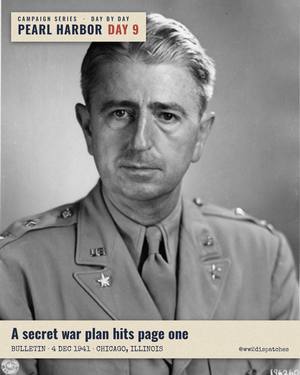 CAMPAIGN SERIES · DAY BY DAY
PEARL HARBOR DAY 9
A secret war plan hits page one
BULLETIN · 4 DEC 1941 · CHICAGO, ILLINOIS
@ww2dispatches